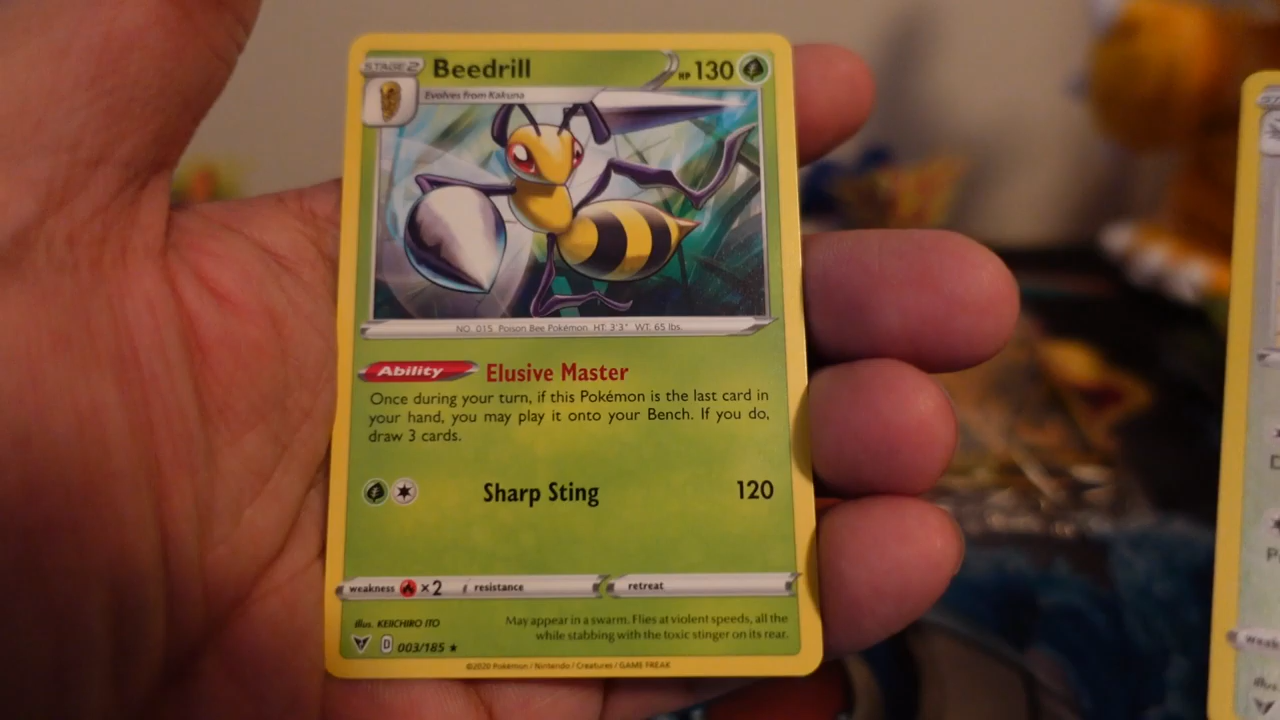 STAGE 2
Beedrill
HP 130
Evolves from Kakuna
NO. 015 Poison Bee Pokémon HT: 3'3" WT: 65 lbs.
Ability Elusive Master
Once during your turn, if this Pokémon is the last card in
your hand, you may play it onto your Bench. If you do,
draw 3 cards.
Sharp Sting 120
weakness ×2 resistance retreat
illus. KEIICHIRO ITO
May appear in a swarm. Flies at violent speeds, all the
while stabbing with the toxic stinger on its rear.
D 003/185 ★
©2020 Pokémon / Nintendo / Creatures / GAME FREAK